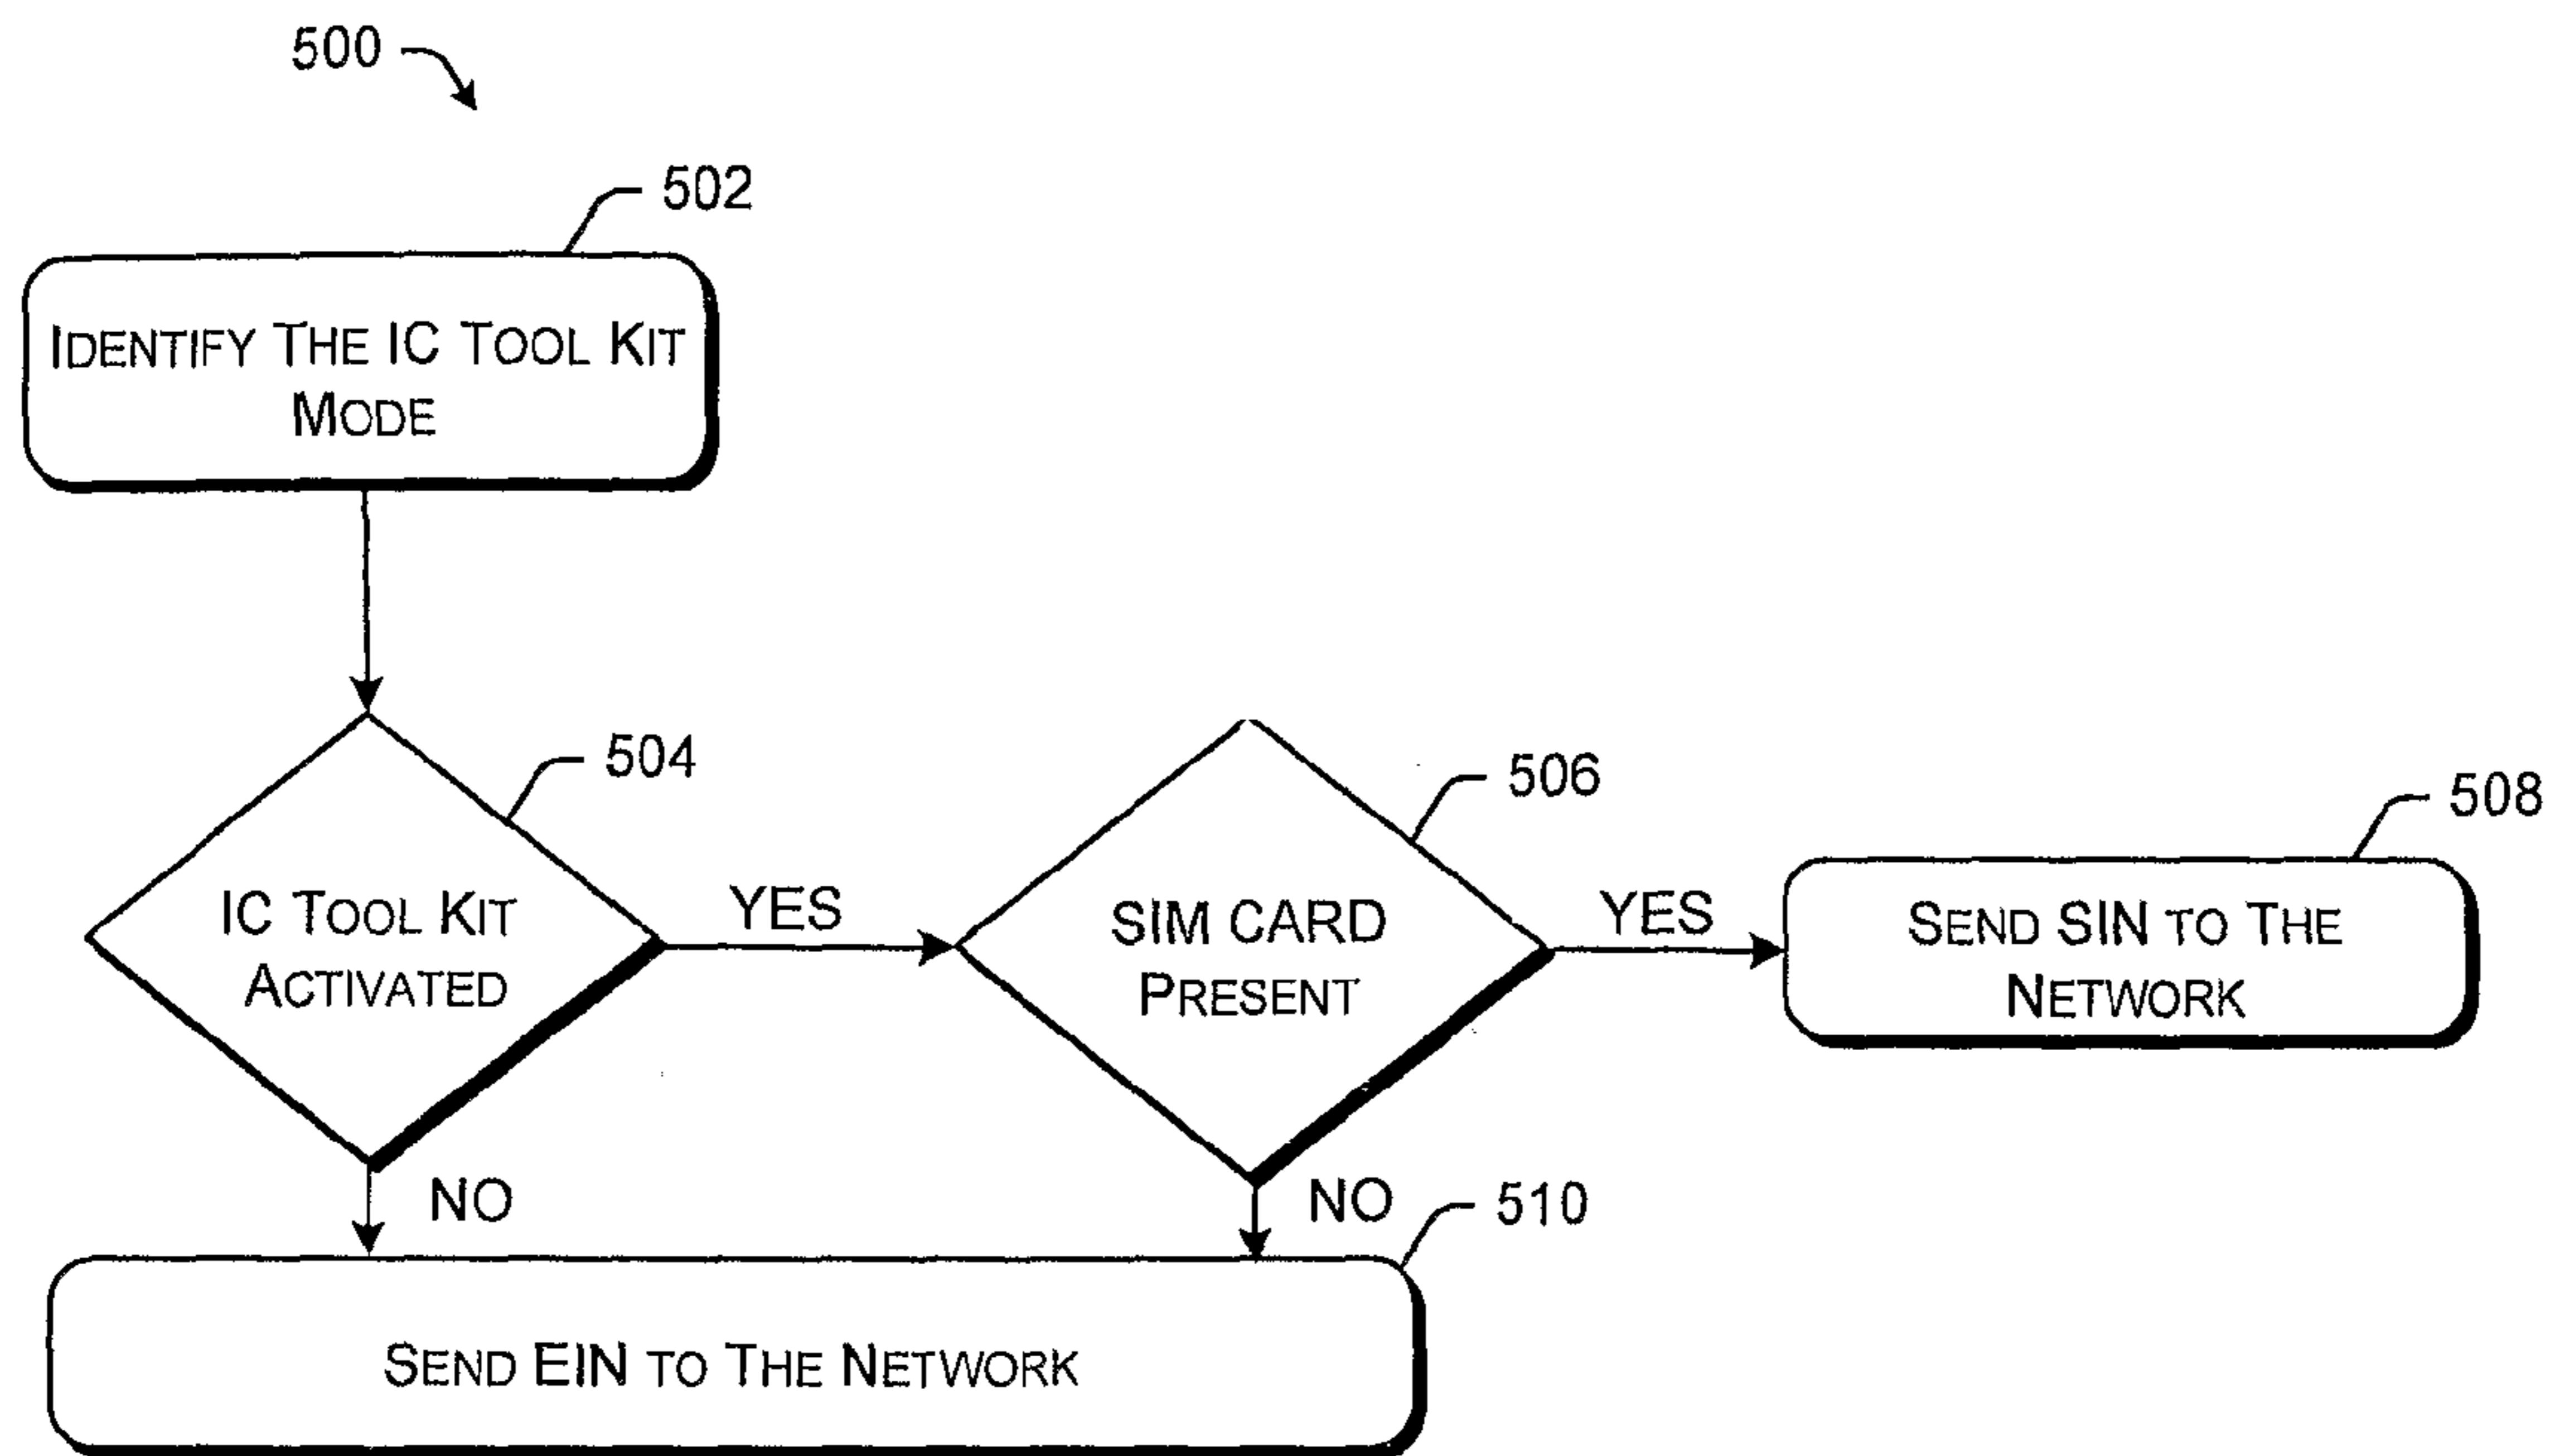 500
502
IDENTIFY THE IC TOOL KIT
MODE
504
IC TOOL KIT
ACTIVATED
YES
506
SIM CARD
PRESENT
YES
508
SEND SIN TO THE
NETWORK
NO
NO
510
SEND EIN TO THE NETWORK